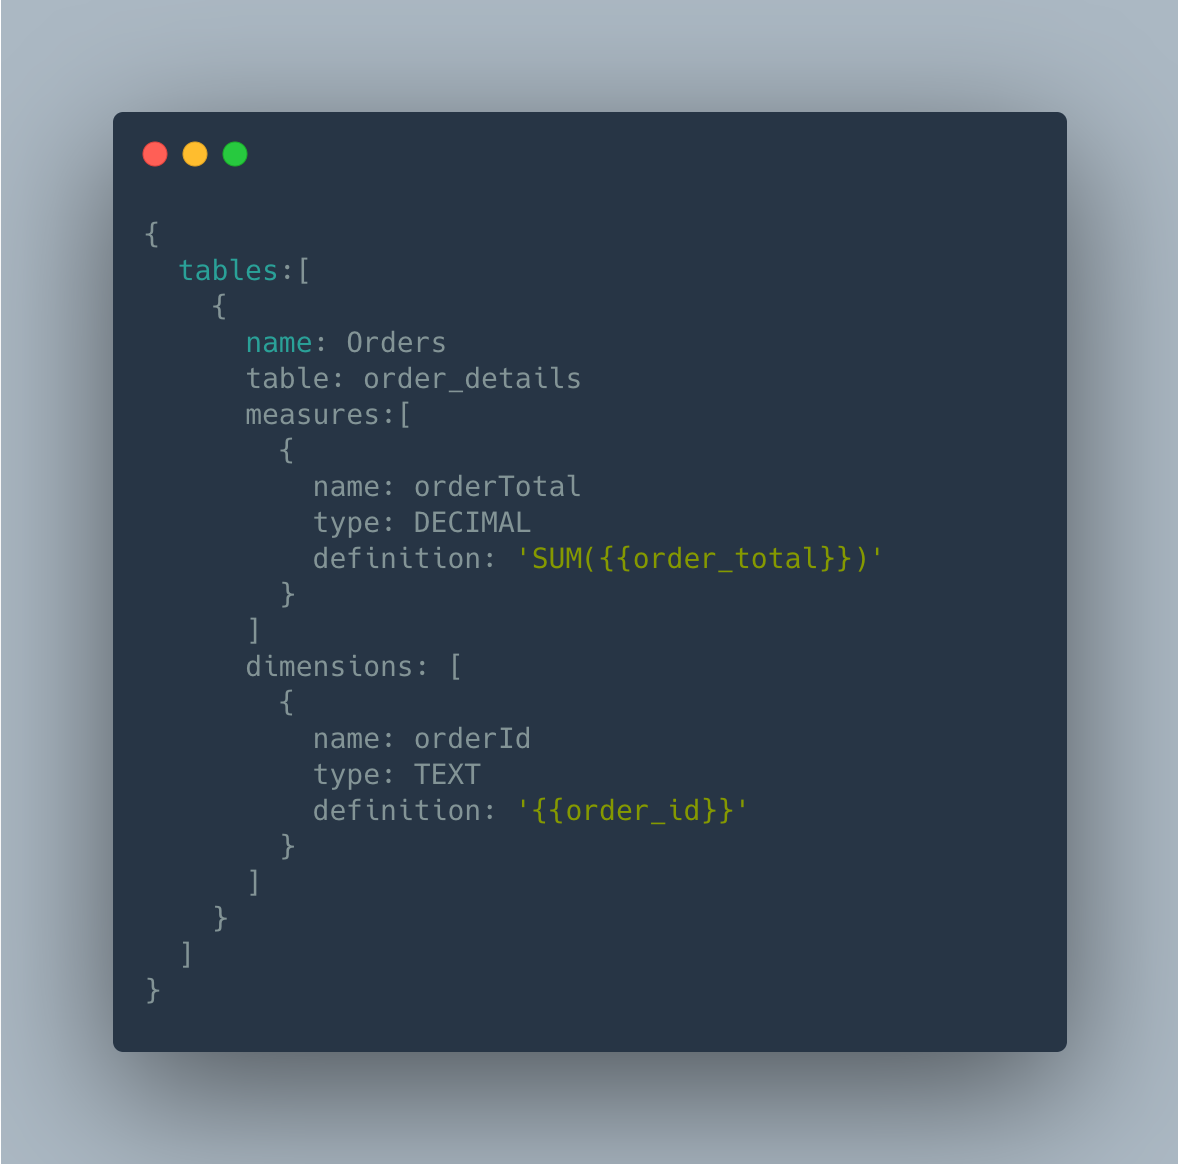 {
  tables:[
    {
      name: Orders
      table: order_details
      measures:[
        {
          name: orderTotal
          type: DECIMAL
          definition: 'SUM({{order_total}})'
        }
      ]
      dimensions: [
        {
          name: orderId
          type: TEXT
          definition: '{{order_id}}'
        }
      ]
    }
  ]
}